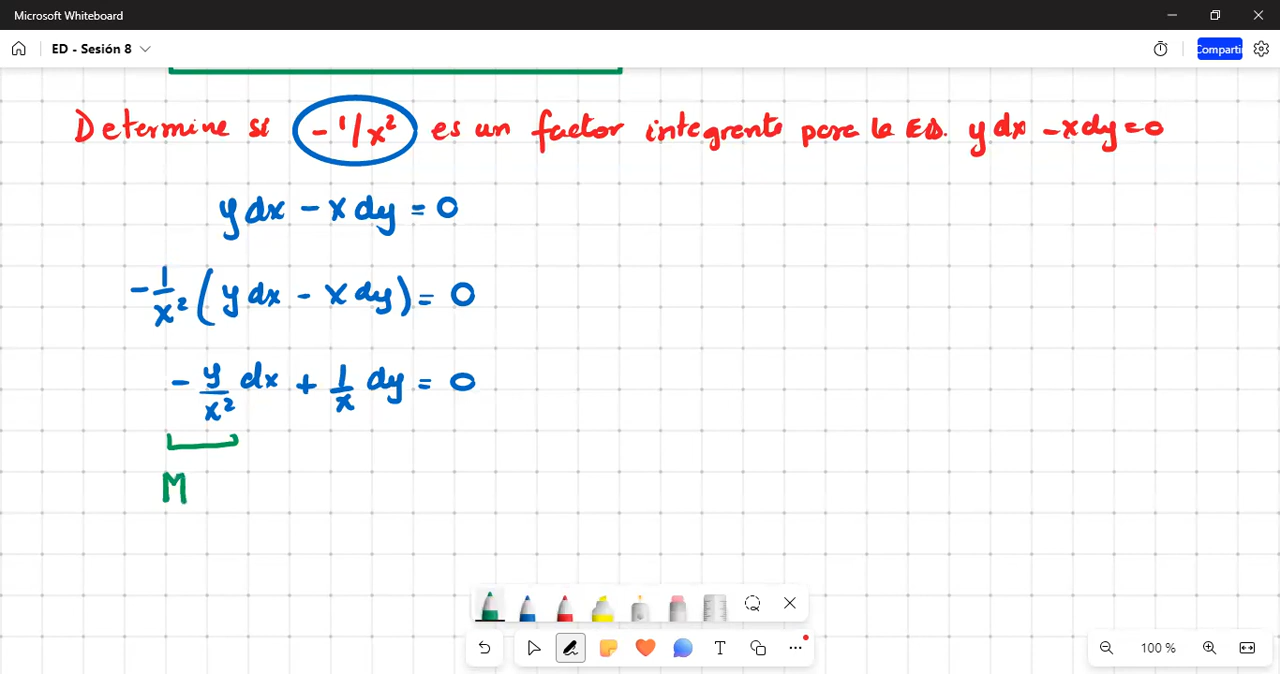 Microsoft Whiteboard
ED - Sesión 8
Compartir
Determine si -1/x² es un factor integrante para la E.D. y dx - x dy = 0
y dx - x dy = 0
-1/x² (y dx - x dy) = 0
-y/x² dx + 1/x dy = 0
M
T
100 %